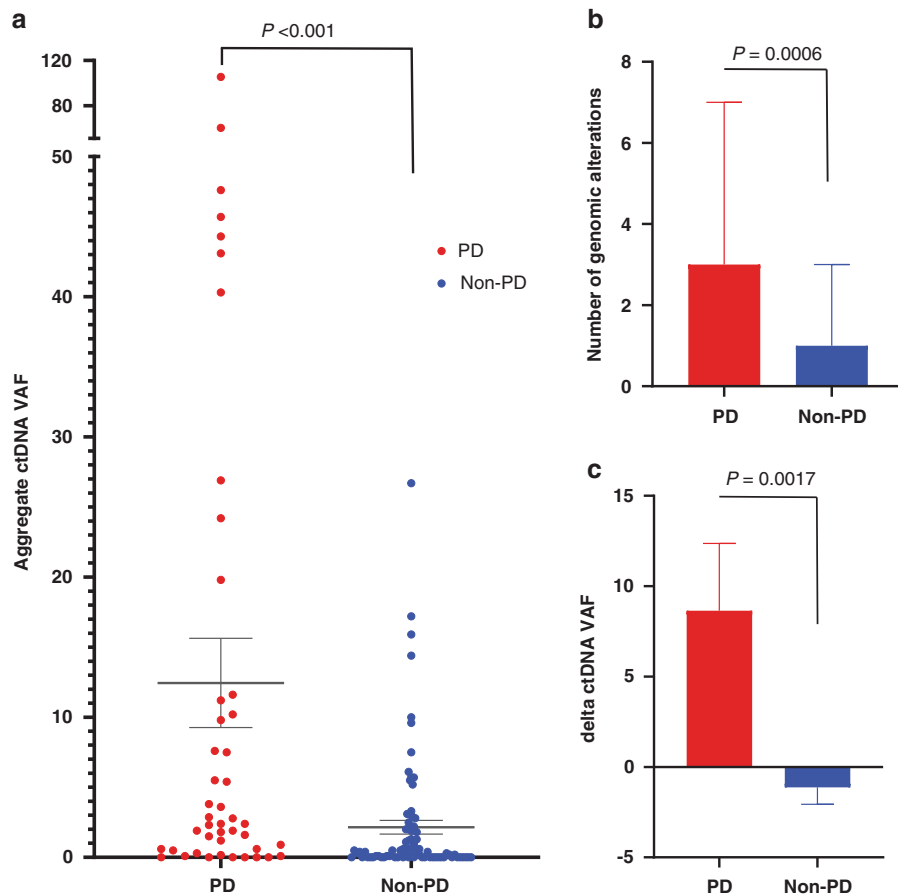 a
P <0.001
120
80
50
40
30
20
10
0
Aggregate ctDNA VAF
PD
Non-PD
PD
Non-PD
b
P = 0.0006
8
6
4
2
0
Number of genomic alterations
PD
Non-PD
c
P = 0.0017
15
10
5
0
-5
delta ctDNA VAF
PD
Non-PD